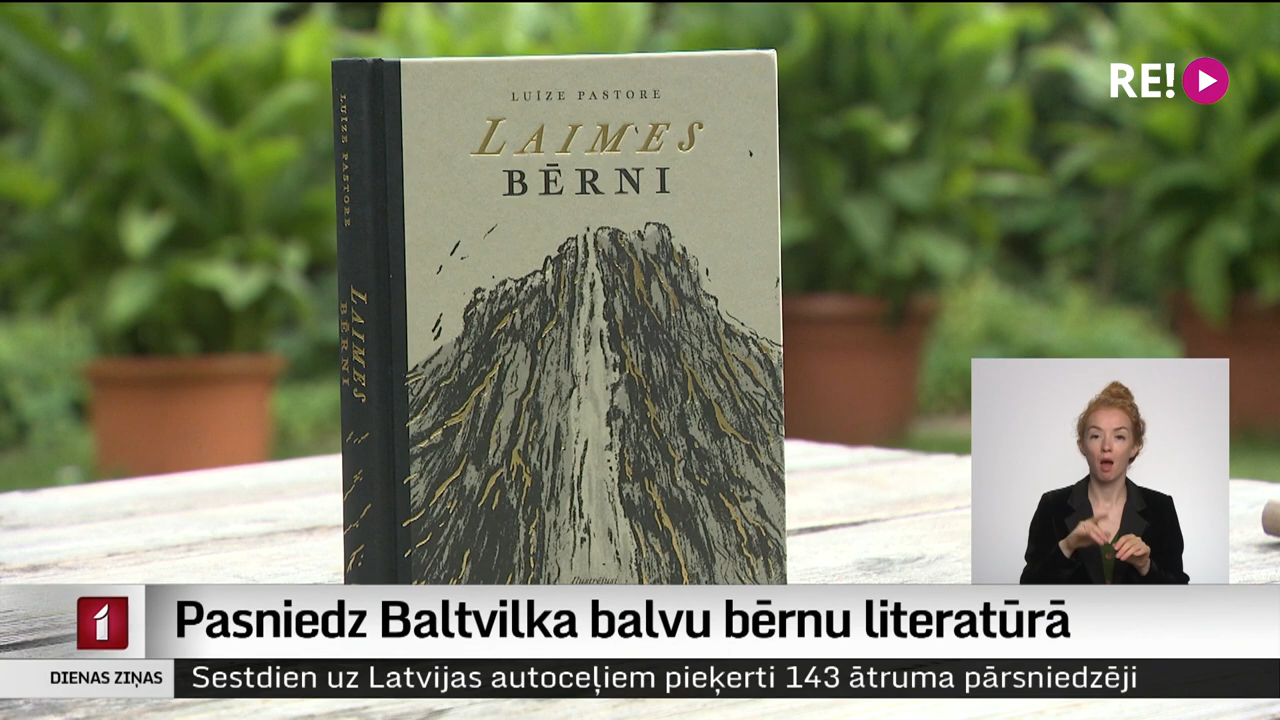 RE!
LUĪZE PASTORE
LAIMES
BĒRNI
LUĪZE PASTORE
LAIMES
BĒRNI
Ilustrējusi
1
Pasniedz Baltvilka balvu bērnu literatūrā
DIENAS ZIŅAS
Sestdien uz Latvijas autoceļiem pieķerti 143 ātruma pārsniedzēji